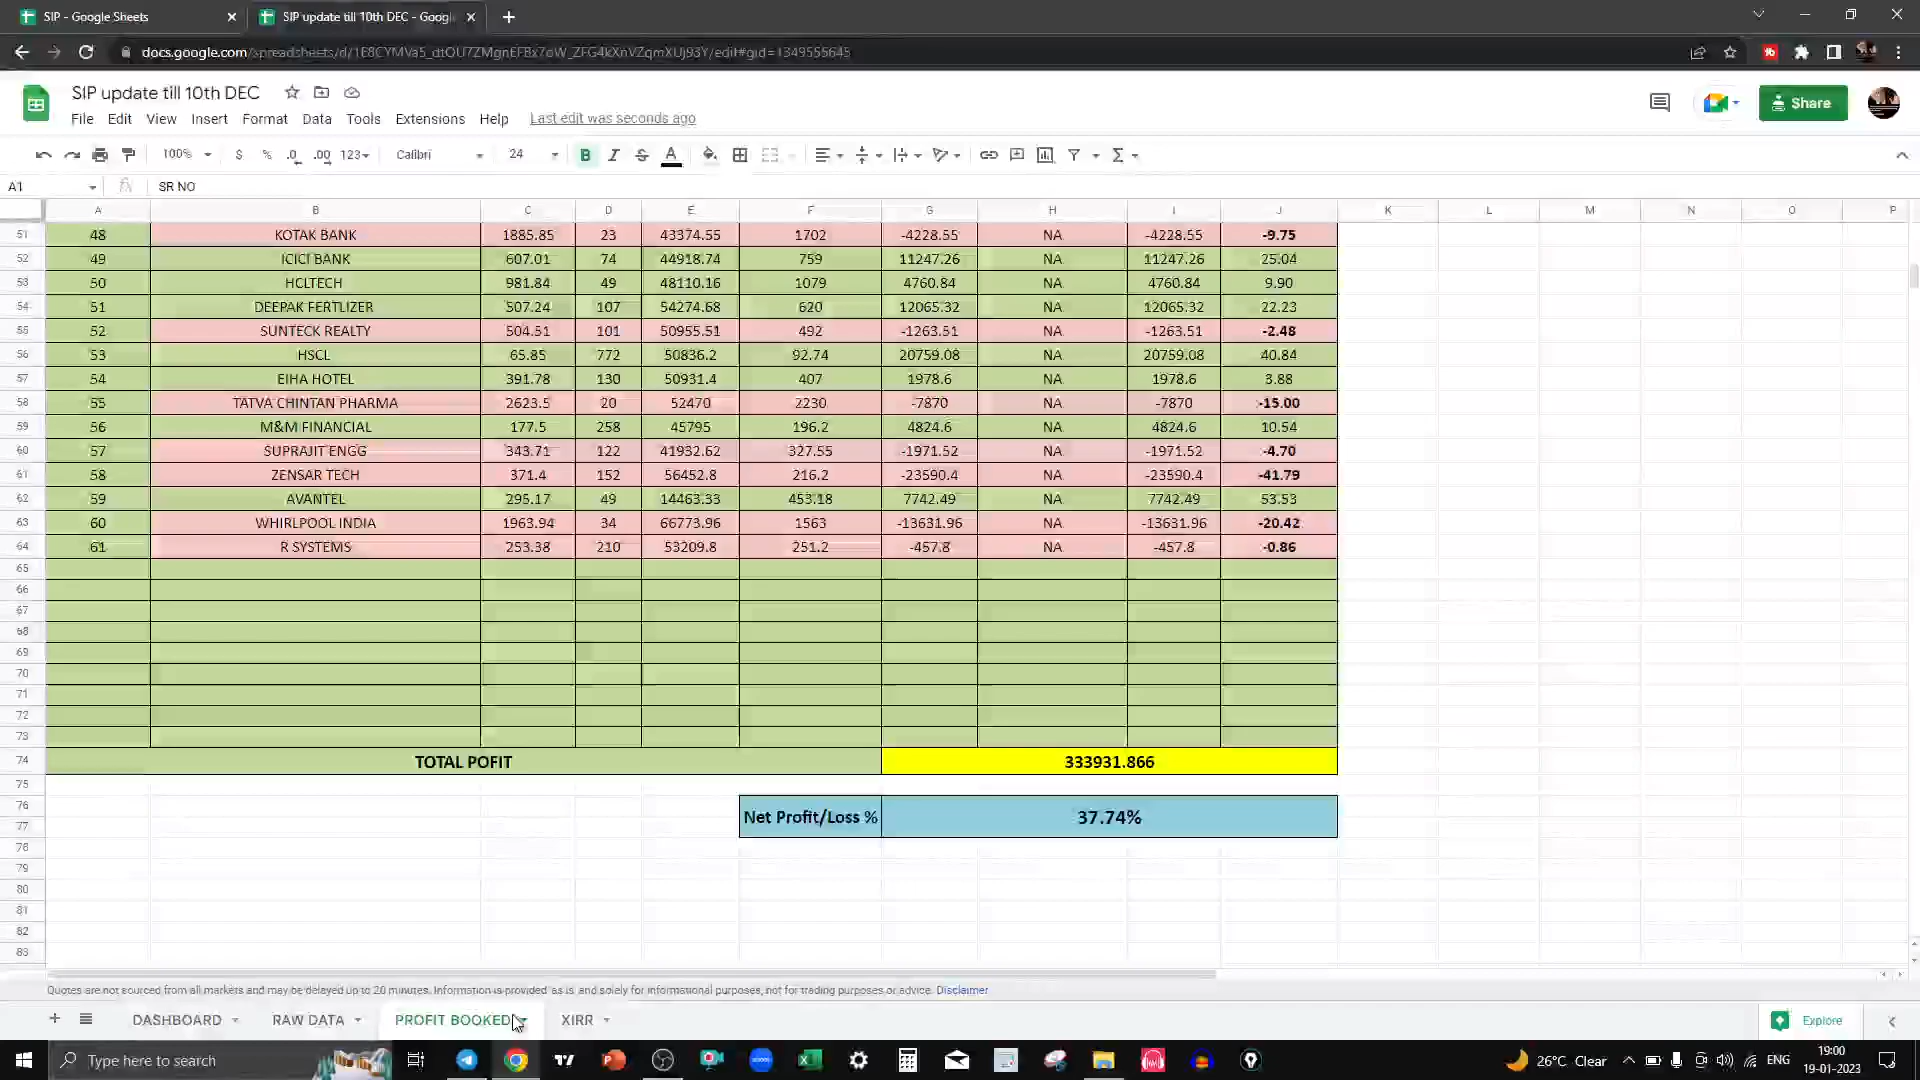 SIP - Google Sheets
SIP update till 10th DEC - Googl
docs.google.com/spreadsheets/d/
SIP update till 10th DEC
File Edit View Insert Format Data Tools Extensions Help Last edit was seconds ago
Share
100% $ % .0 .00 123 Calibri 24 B I S A
A1 fx SR NO
A B C D E F G H I J K L M N O P
51 48 KOTAK BANK 1885.85 23 43374.55 1702 -4228.55 NA -4228.55 -9.75
52 49 ICICI BANK 607.01 74 44918.74 759 11247.26 NA 11247.26 25.04
53 50 HCLTECH 981.84 49 48110.16 1079 4760.84 NA 4760.84 9.90
54 51 DEEPAK FERTLIZER 507.24 107 54274.68 620 12065.32 NA 12065.32 22.23
55 52 SUNTECK REALTY 504.51 101 50955.51 492 -1263.51 NA -1263.51 -2.48
56 53 HSCL 65.85 772 50836.2 92.74 20759.08 NA 20759.08 40.84
57 54 EIHA HOTEL 391.78 130 50931.4 407 1978.6 NA 1978.6 3.88
58 55 TATVA CHINTAN PHARMA 2623.5 20 52470 2230 -7870 NA -7870 -15.00
59 56 M&M FINANCIAL 177.5 258 45795 196.2 4824.6 NA 4824.6 10.54
60 57 SUPRAJIT ENGG 343.71 122 41932.62 327.55 -1971.52 NA -1971.52 -4.70
61 58 ZENSAR TECH 371.4 152 56452.8 216.2 -23590.4 NA -23590.4 -41.79
62 59 AVANTEL 295.17 49 14463.33 453.18 7742.49 NA 7742.49 53.53
63 60 WHIRLPOOL INDIA 1963.94 34 66773.96 1563 -13631.96 NA -13631.96 -20.42
64 61 R SYSTEMS 253.38 210 53209.8 251.2 -457.8 NA -457.8 -0.86
65
66
67
68
69
70
71
72
73
74 TOTAL POFIT 333931.866
75
76
77 Net Profit/Loss % 37.74%
78
79
80
81
82
83
Quotes are not sourced from all markets and may be delayed up to 20 minutes. Information is provided 'as is' and solely for informational purposes, not for trading purposes or advice. Disclaimer
DASHBOARD RAW DATA PROFIT BOOKED XIRR Explore
Type here to search
26°C Clear ENG
19:00
19-01-2023